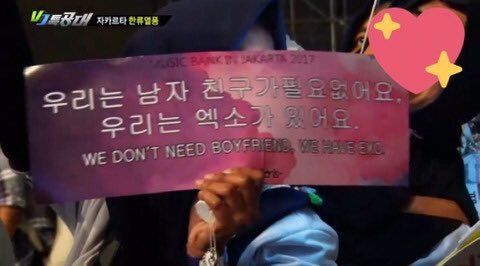 VJ특공대 자카르타 한류열풍
MUSIC BANK IN JAKARTA 2017
우리는 남자 친구가필요없어요.
우리는 엑소가 있어요.
WE DON'T NEED BOYFRIEND, WE HAVE EXO.